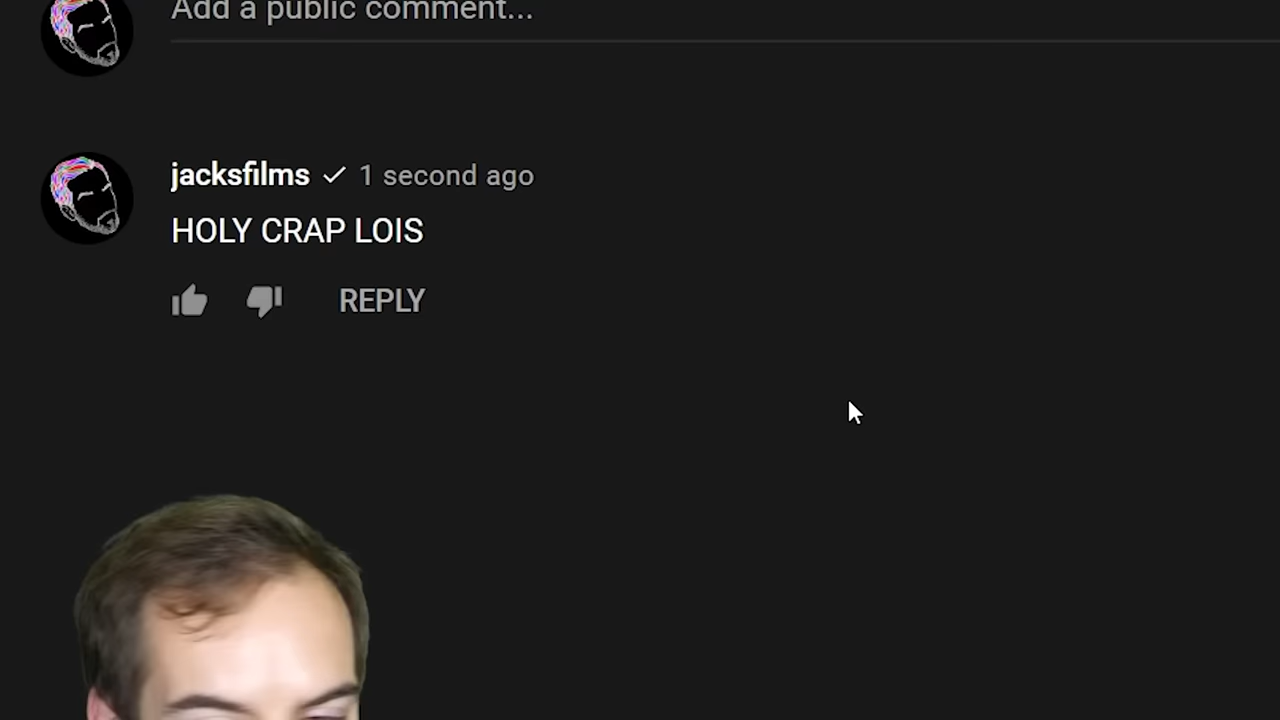 Add a public comment...
jacksfilms 1 second ago
HOLY CRAP LOIS
REPLY